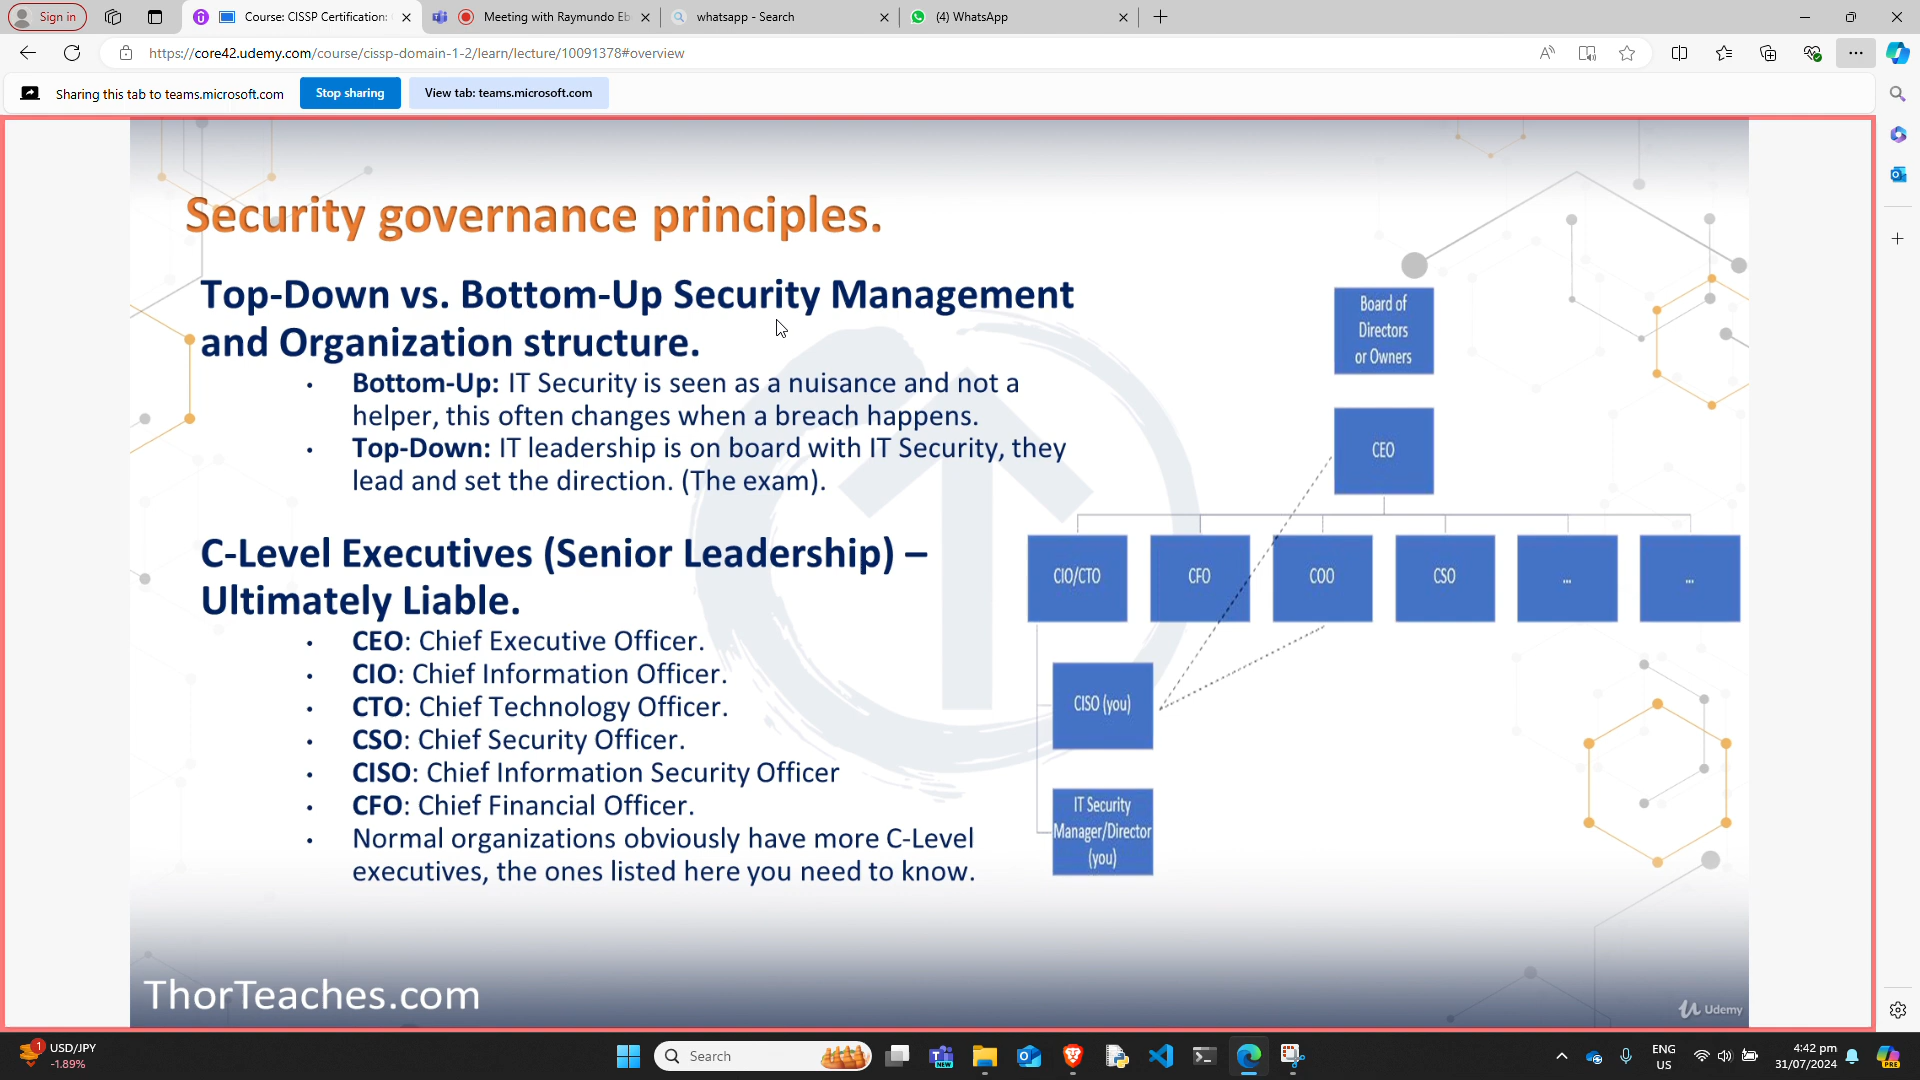 Sign in
Course: CISSP Certification:
Meeting with Raymundo Eb
whatsapp - Search
(4) WhatsApp
https://core42.udemy.com/course/cissp-domain-1-2/learn/lecture/10091378#overview
Sharing this tab to teams.microsoft.com
Stop sharing
View tab: teams.microsoft.com
Security governance principles.
Top-Down vs. Bottom-Up Security Management
and Organization structure.
• Bottom-Up: IT Security is seen as a nuisance and not a
helper, this often changes when a breach happens.
• Top-Down: IT leadership is on board with IT Security, they
lead and set the direction. (The exam).
C-Level Executives (Senior Leadership) –
Ultimately Liable.
• CEO: Chief Executive Officer.
• CIO: Chief Information Officer.
• CTO: Chief Technology Officer.
• CSO: Chief Security Officer.
• CISO: Chief Information Security Officer
• CFO: Chief Financial Officer.
• Normal organizations obviously have more C-Level
executives, the ones listed here you need to know.
Board of
Directors
or Owners
CEO
CIO/CTO
CFO
COO
CSO
...
...
CISO (you)
IT Security
Manager/Director
(you)
ThorTeaches.com
Udemy
1
USD/JPY
-1.89%
Search
NEW
ENG
US
4:42 pm
31/07/2024
PRE